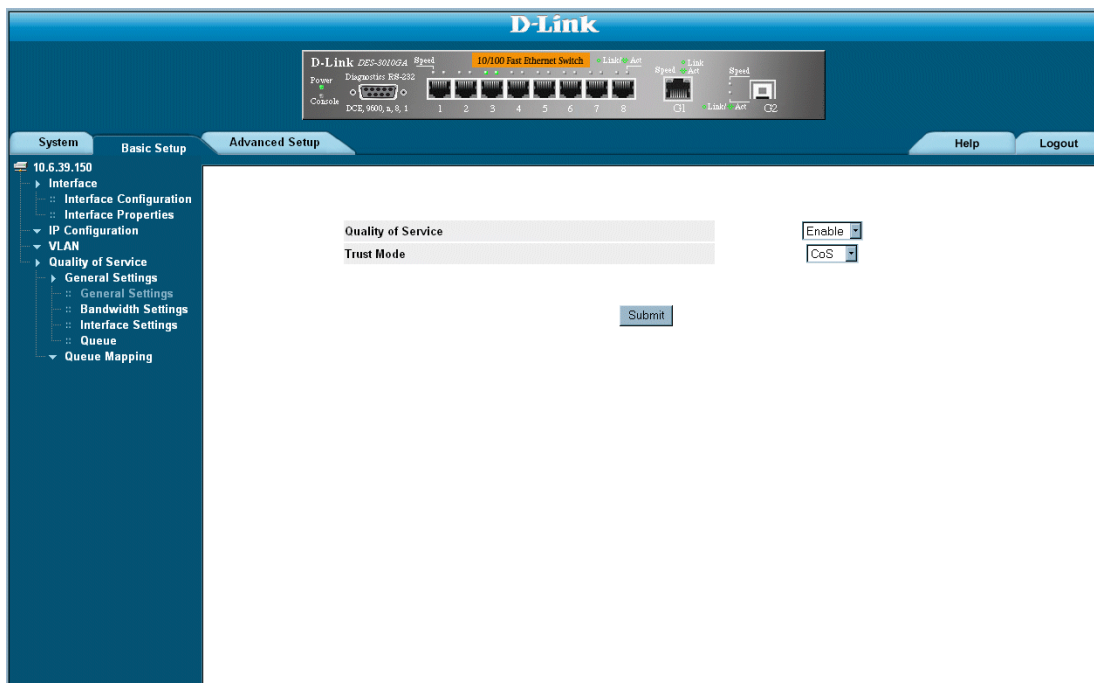 D-Link
D-Link DES-3010GA Speed 10/100 Fast Ethernet Switch Link/ Act
Power Diagnostics RS-232
Console DCE, 9600, n, 8, 1
1 2 3 4 5 6 7 8
Speed Link Act
G1
Speed
Link/ Act G2
System Basic Setup Advanced Setup Help Logout
10.6.39.150
Interface
Interface Configuration
Interface Properties
IP Configuration
VLAN
Quality of Service
General Settings
General Settings
Bandwidth Settings
Interface Settings
Queue
Queue Mapping
Quality of Service Enable
Trust Mode CoS
Submit